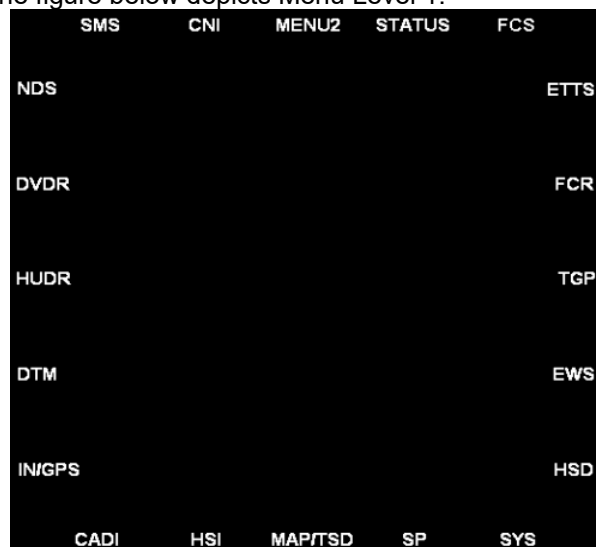 The figure below depicts Menu Level 1.
SMS CNI MENU2 STATUS FCS
NDS ETTS
DVDR FCR
HUDR TGP
DTM EWS
IN/GPS HSD
CADI HSI MAP/TSD SP SYS